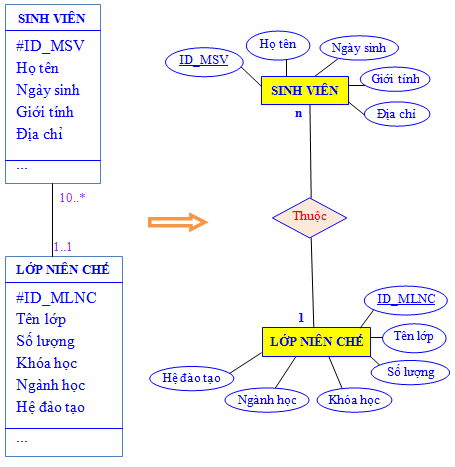 SINH VIÊN
#ID_MSV
Họ tên
Ngày sinh
Giới tính
Địa chỉ
...
10..*
1..1
LỚP NIÊN CHẾ
#ID_MLNC
Tên lớp
Số lượng
Khóa học
Ngành học
Hệ đào tạo
...
Họ tên
Ngày sinh
ID_MSV
Giới tính
SINH VIÊN
Địa chỉ
n
Thuộc
ID_MLNC
1
Tên lớp
LỚP NIÊN CHẾ
Số lượng
Hệ đào tạo
Ngành học
Khóa học